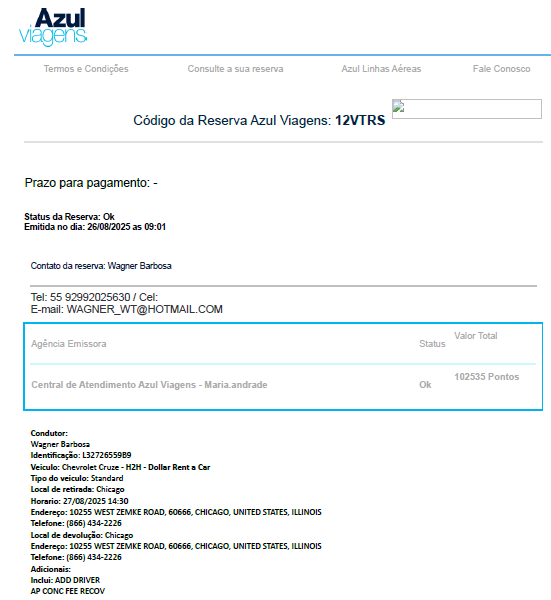 Azul
viagens
Termos e Condições Consulte a sua reserva Azul Linhas Aéreas Fale Conosco
Código da Reserva Azul Viagens: 12VTRS
Prazo para pagamento: -
Status da Reserva: Ok
Emitida no dia: 26/08/2025 as 09:01
Contato da reserva: Wagner Barbosa
Tel: 55 92992025630 / Cel:
E-mail: WAGNER_WT@HOTMAIL.COM
Agência Emissora Status Valor Total
Central de Atendimento Azul Viagens - Maria.andrade Ok 102535 Pontos
Condutor:
Wagner Barbosa
Identificação: L32726559B9
Veiculo: Chevrolet Cruze - H2H - Dollar Rent a Car
Tipo do veiculo: Standard
Local de retirada: Chicago
Horario: 27/08/2025 14:30
Endereço: 10255 WEST ZEMKE ROAD, 60666, CHICAGO, UNITED STATES, ILLINOIS
Telefone: (866) 434-2226
Local de devolução: Chicago
Endereço: 10255 WEST ZEMKE ROAD, 60666, CHICAGO, UNITED STATES, ILLINOIS
Telefone: (866) 434-2226
Adicionais:
Inclui: ADD DRIVER
AP CONC FEE RECOV